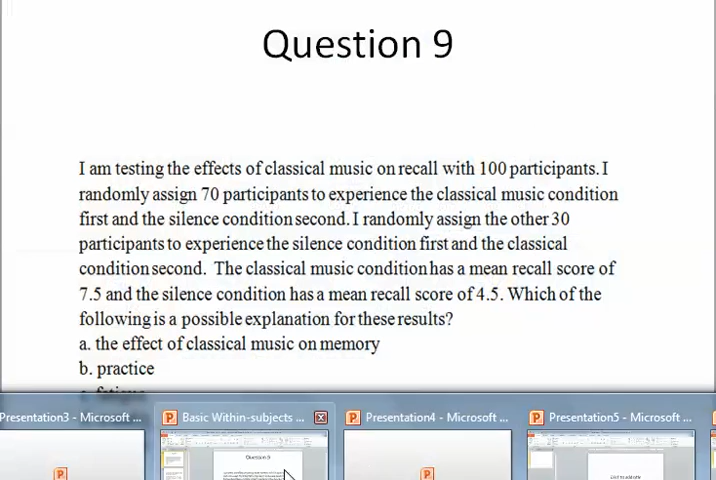 Question 9
I am testing the effects of classical music on recall with 100 participants. I
randomly assign 70 participants to experience the classical music condition
first and the silence condition second. I randomly assign the other 30
participants to experience the silence condition first and the classical
condition second. The classical music condition has a mean recall score of
7.5 and the silence condition has a mean recall score of 4.5. Which of the
following is a possible explanation for these results?
a. the effect of classical music on memory
b. practice
c. fatigue
Presentation3 - Microsoft ...
Basic Within-subjects ...
Presentation4 - Microsoft ...
Presentation5 - Microsoft ...
Question 9